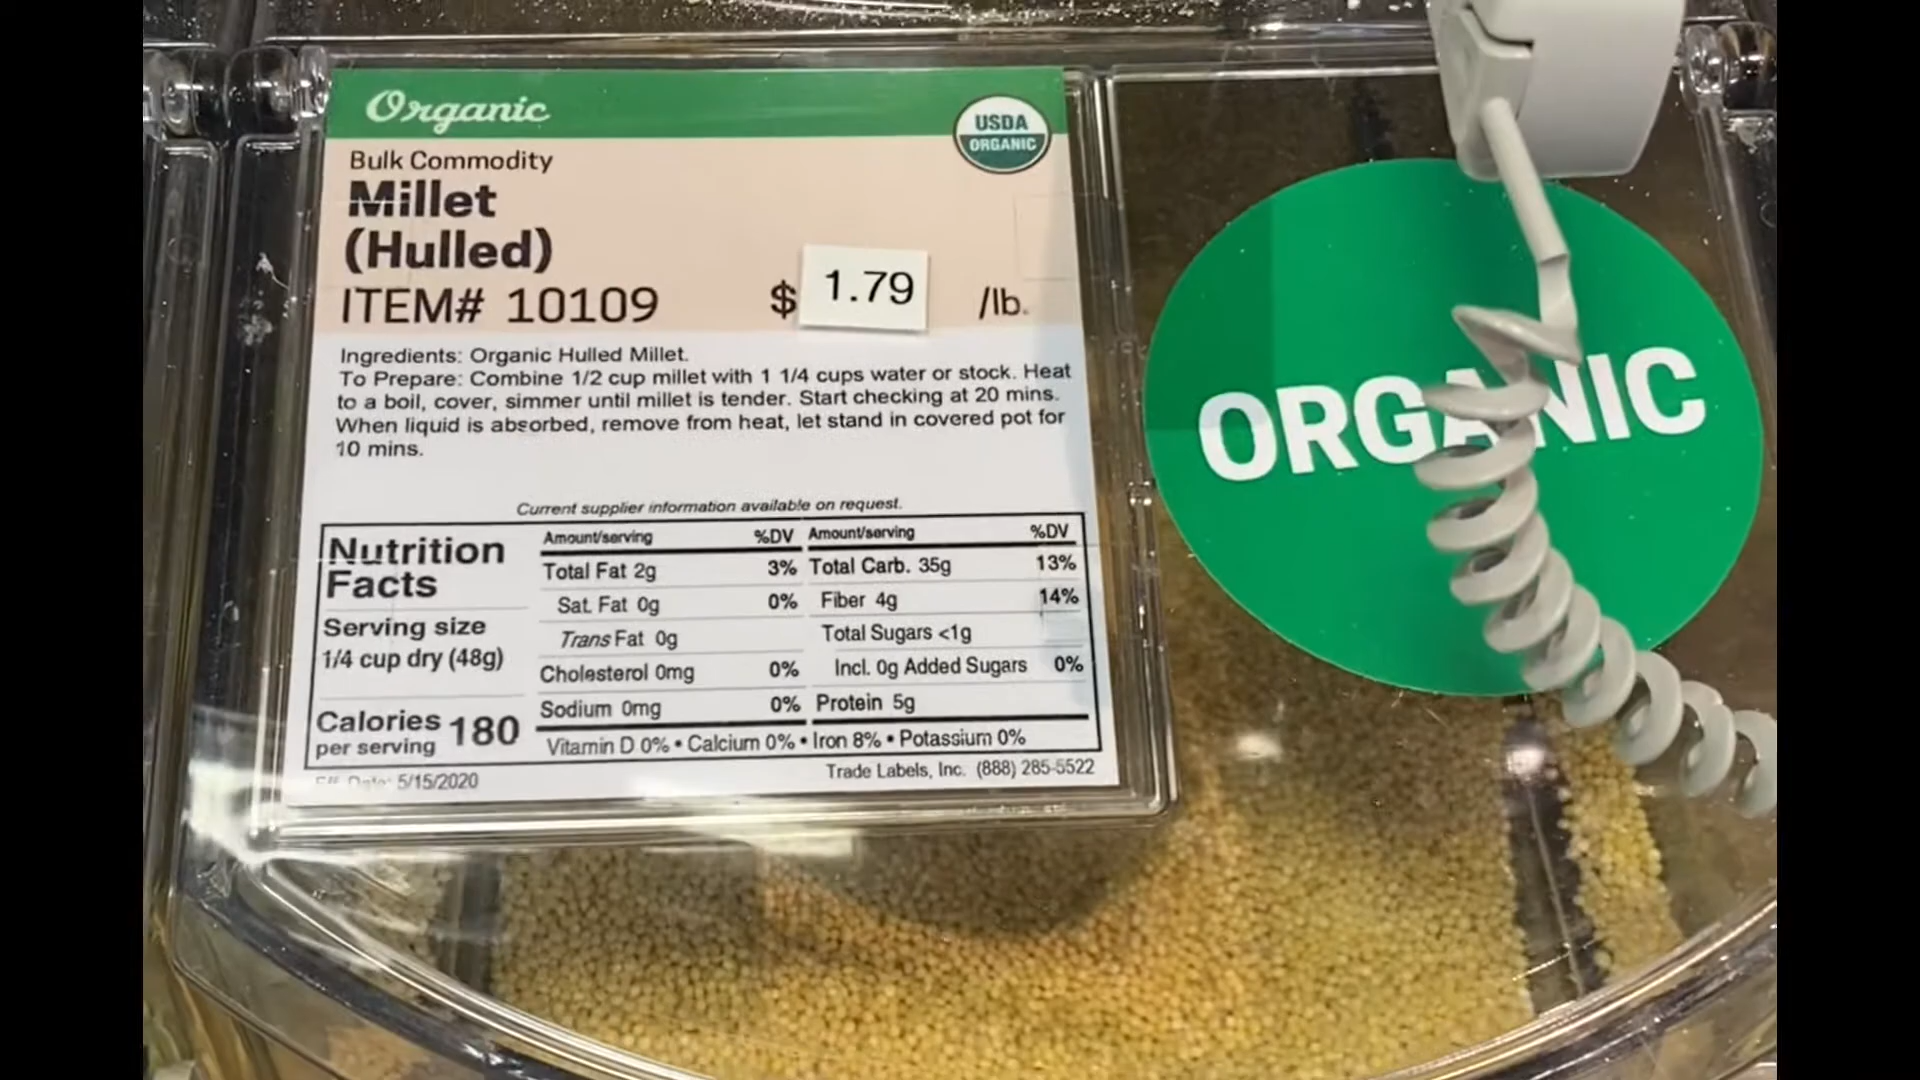 Organic
USDA
ORGANIC
Bulk Commodity
Millet
(Hulled)
ITEM# 10109
$ 1.79 /lb.
Ingredients: Organic Hulled Millet.
To Prepare: Combine 1/2 cup millet with 1 1/4 cups water or stock. Heat
to a boil, cover, simmer until millet is tender. Start checking at 20 mins.
When liquid is absorbed, remove from heat, let stand in covered pot for
10 mins.
Current supplier information available on request.
Nutrition
Facts
Serving size
1/4 cup dry (48g)
Calories
per serving 180
Amount/serving %DV
Total Fat 2g 3%
Sat. Fat 0g 0%
Trans Fat 0g
Cholesterol 0mg 0%
Sodium 0mg 0%
Amount/serving %DV
Total Carb. 35g 13%
Fiber 4g 14%
Total Sugars <1g
Incl. 0g Added Sugars 0%
Protein 5g
Vitamin D 0% • Calcium 0% • Iron 8% • Potassium 0%
Eff. Date: 5/15/2020
Trade Labels, Inc. (888) 285-5522
ORGANIC